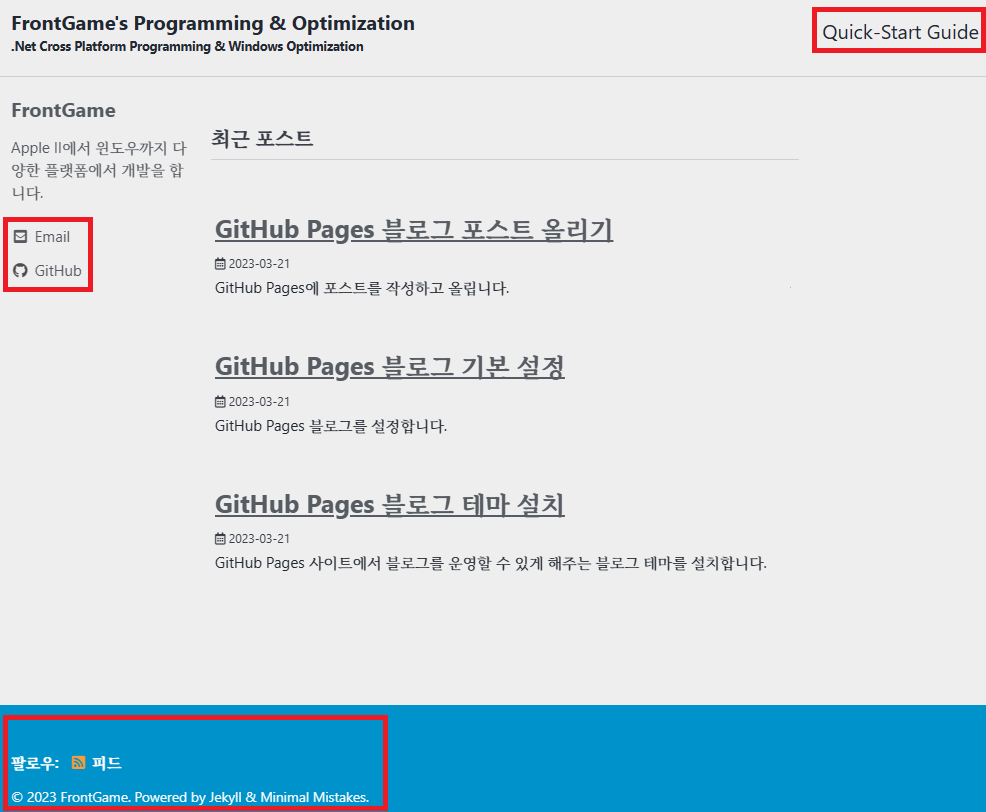 FrontGame's Programming & Optimization
.Net Cross Platform Programming & Windows Optimization
Quick-Start Guide
FrontGame
Apple II에서 윈도우까지 다
양한 플랫폼에서 개발을 합
니다.
Email
GitHub
최근 포스트
GitHub Pages 블로그 포스트 올리기
2023-03-21
GitHub Pages에 포스트를 작성하고 올립니다.
GitHub Pages 블로그 기본 설정
2023-03-21
GitHub Pages 블로그를 설정합니다.
GitHub Pages 블로그 테마 설치
2023-03-21
GitHub Pages 사이트에서 블로그를 운영할 수 있게 해주는 블로그 테마를 설치합니다.
팔로우: 피드
© 2023 FrontGame. Powered by Jekyll & Minimal Mistakes.